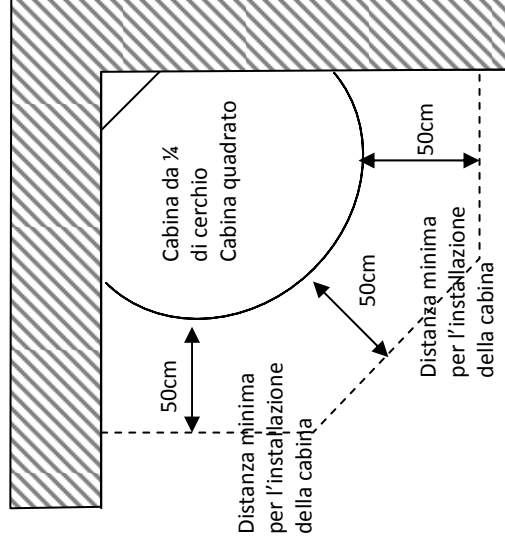 Cabina da ¼
di cerchio
Cabina quadrato
50cm
50cm
50cm
Distanza minima
per l’installazione
della cabina
Distanza minima
per l’installazione
della cabina